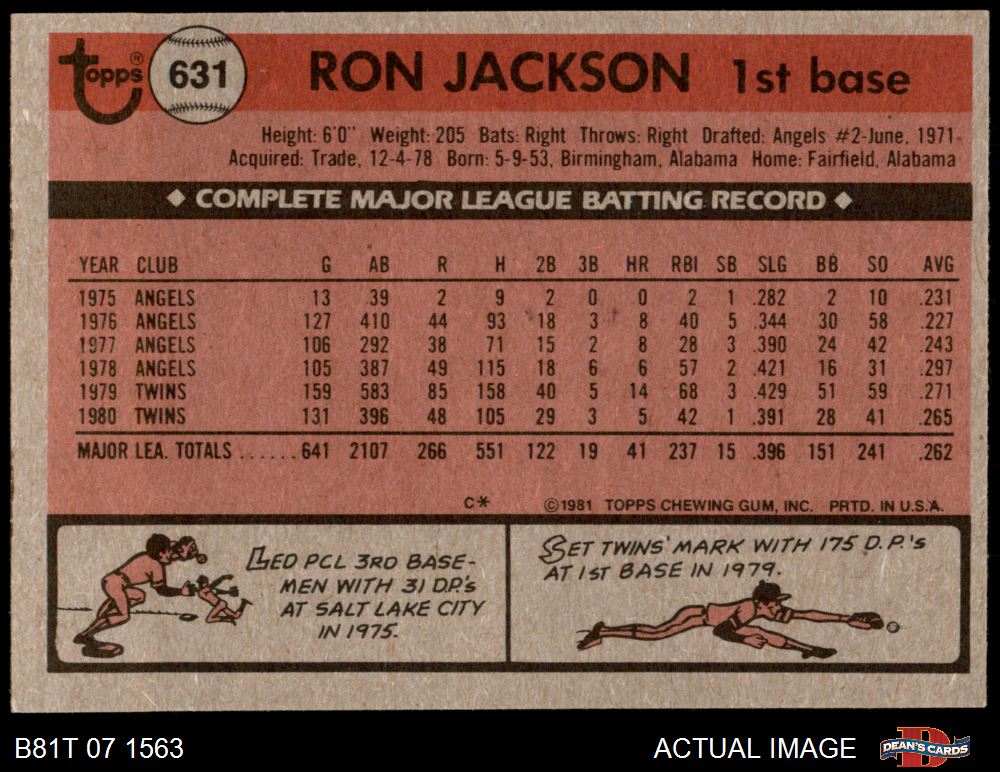 Topps® 631 RON JACKSON 1st base
Height: 6'0" Weight: 205 Bats: Right Throws: Right Drafted: Angels #2-June, 1971-
Acquired: Trade, 12-4-78 Born: 5-9-53, Birmingham, Alabama Home: Fairfield, Alabama
◆ COMPLETE MAJOR LEAGUE BATTING RECORD ◆
YEAR CLUB G AB R H 2B 3B HR RBI SB SLG BB SO AVG
1975 ANGELS 13 39 2 9 2 0 0 2 1 .282 2 10 .231
1976 ANGELS 127 410 44 93 18 3 8 40 5 .344 30 58 .227
1977 ANGELS 106 292 38 71 15 2 8 28 3 .390 24 42 .243
1978 ANGELS 105 387 49 115 18 6 6 57 2 .421 16 31 .297
1979 TWINS 159 583 85 158 40 5 14 68 3 .429 51 59 .271
1980 TWINS 131 396 48 105 29 3 5 42 1 .391 28 41 .265
MAJOR LEA. TOTALS ...... 641 2107 266 551 122 19 41 237 15 .396 151 241 .262
C* ©1981 TOPPS CHEWING GUM, INC. PRTD. IN U.S.A.
LED PCL 3RD BASE-
MEN WITH 31 D.P.'s
AT SALT LAKE CITY
IN 1975.
SET TWINS' MARK WITH 175 D.P.'s
AT 1ST BASE IN 1979.
B81T 07 1563 ACTUAL IMAGE DEAN'S CARDS